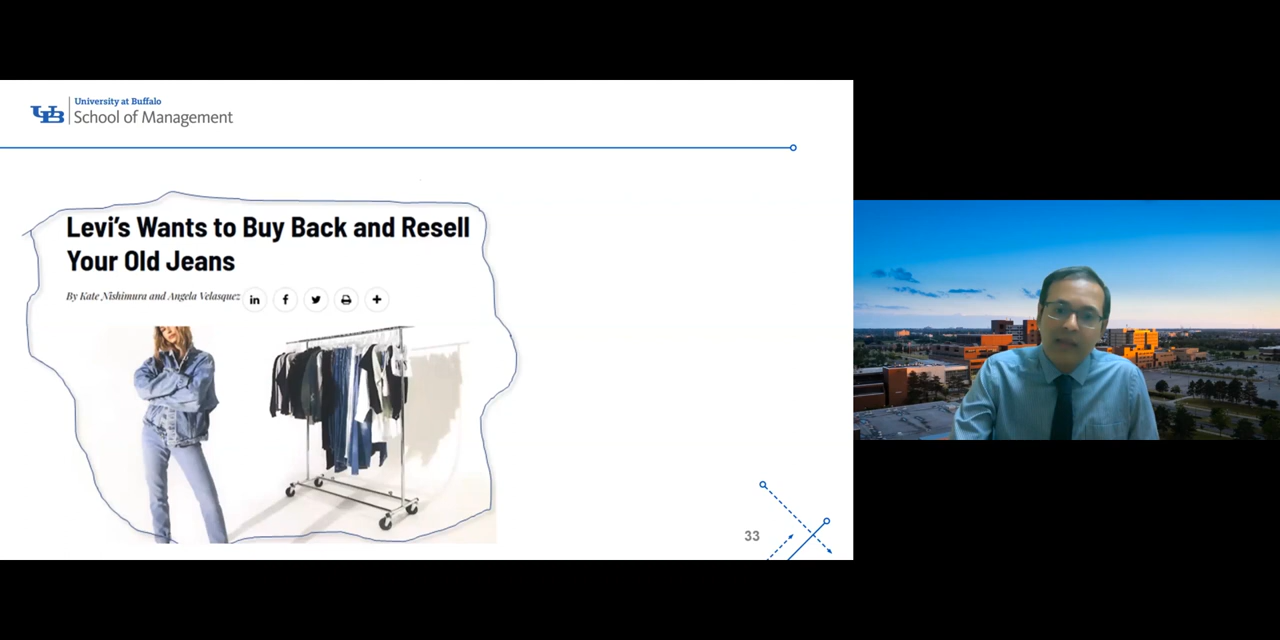 University at Buffalo
School of Management
Levi's Wants to Buy Back and Resell
Your Old Jeans
By Kate Nishimura and Angela Velasquez
33